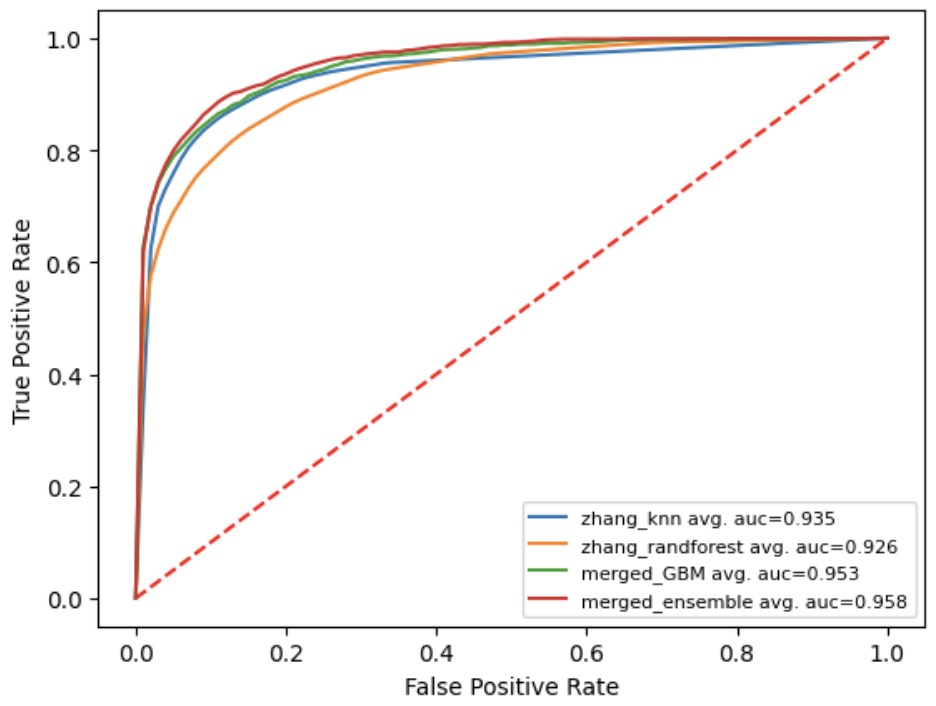 1.0
0.8
0.6
0.4
0.2
0.0
True Positive Rate
0.0 0.2 0.4 0.6 0.8 1.0
False Positive Rate
zhang_knn avg. auc=0.935
zhang_randforest avg. auc=0.926
merged_GBM avg. auc=0.953
merged_ensemble avg. auc=0.958